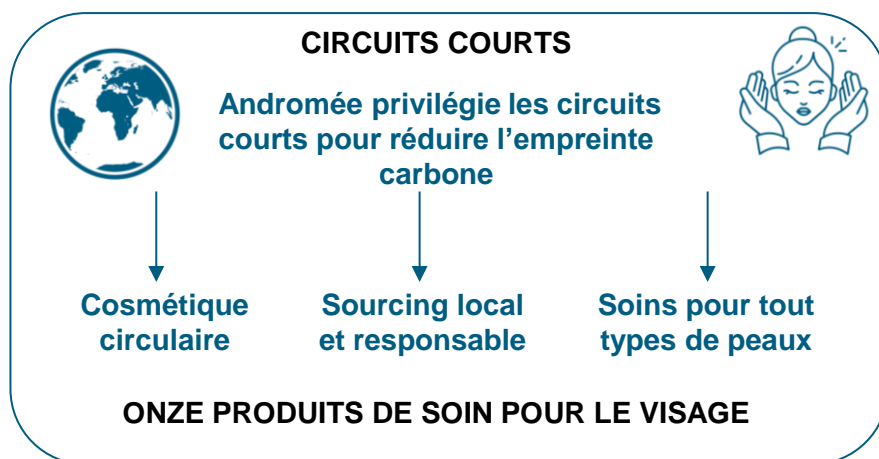 CIRCUITS COURTS
Andromée privilégie les circuits
courts pour réduire l’empreinte
carbone
Cosmétique
circulaire
Sourcing local
et responsable
Soins pour tout
types de peaux
ONZE PRODUITS DE SOIN POUR LE VISAGE